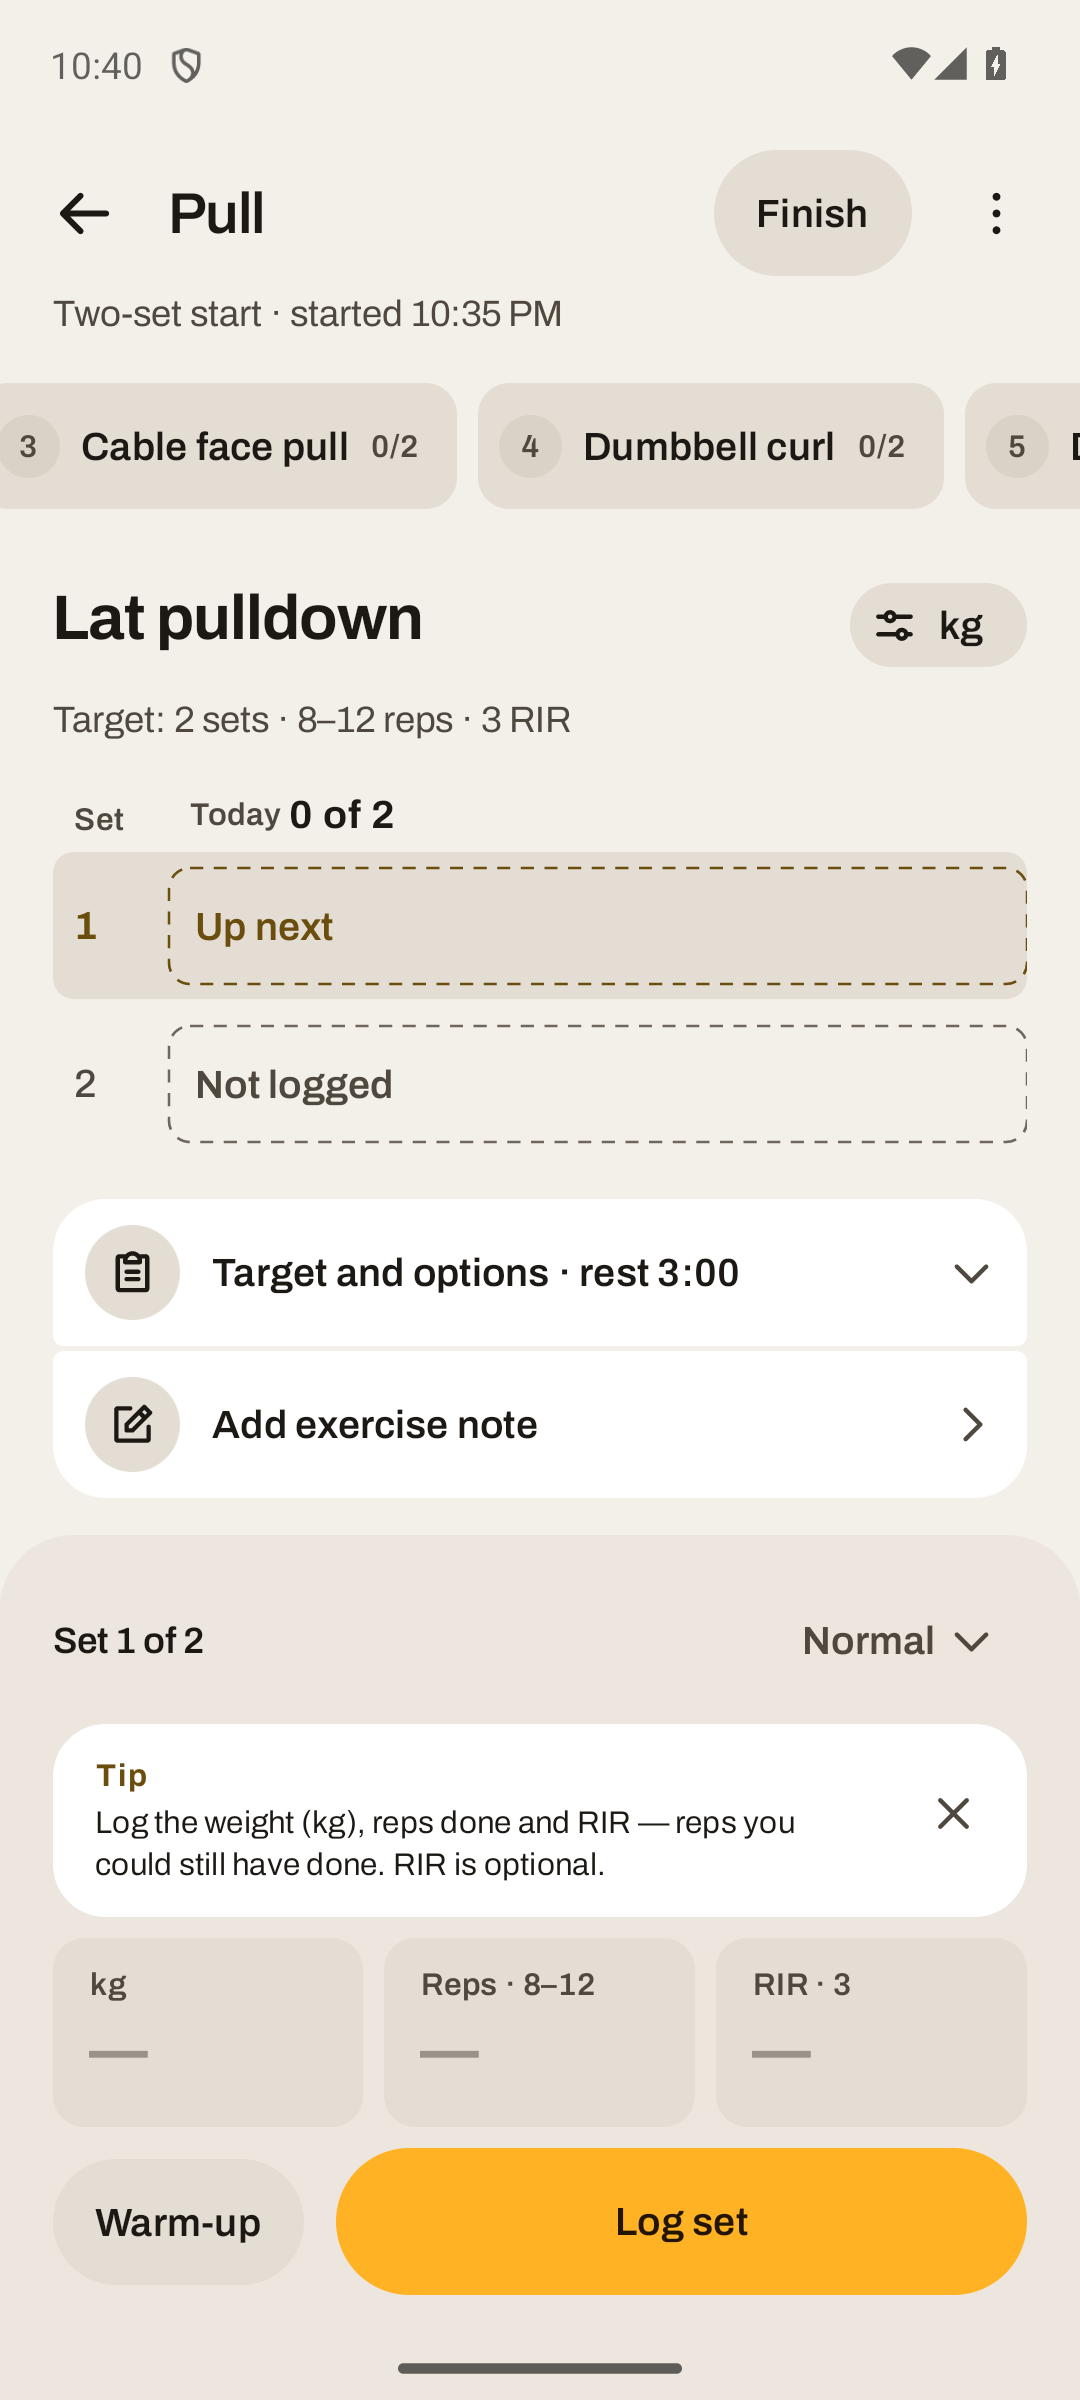 10:40
Pull
Finish
Two-set start · started 10:35 PM
3 Cable face pull 0/2
4 Dumbbell curl 0/2
5
Lat pulldown
kg
Target: 2 sets · 8–12 reps · 3 RIR
Set Today 0 of 2
1 Up next
2 Not logged
Target and options · rest 3:00
Add exercise note
Set 1 of 2
Normal
Tip
Log the weight (kg), reps done and RIR — reps you
could still have done. RIR is optional.
kg
Reps · 8–12
RIR · 3
—
—
—
Warm-up
Log set